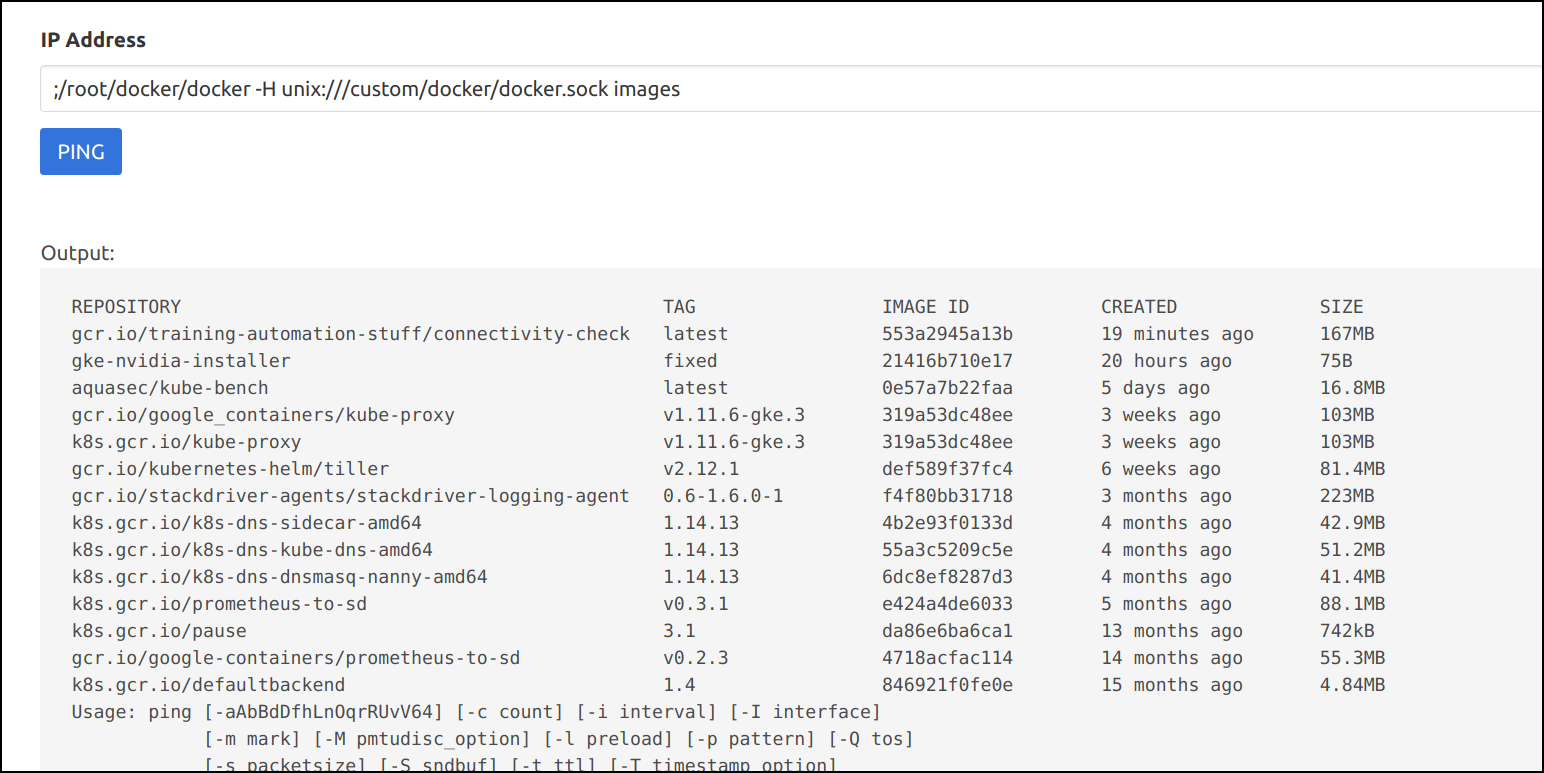 IP Address
;/root/docker/docker -H unix:///custom/docker/docker.sock images
PING
Output:
REPOSITORY TAG IMAGE ID CREATED SIZE
gcr.io/training-automation-stuff/connectivity-check latest 553a2945a13b 19 minutes ago 167MB
gke-nvidia-installer fixed 21416b710e17 20 hours ago 75B
aquasec/kube-bench latest 0e57a7b22faa 5 days ago 16.8MB
gcr.io/google_containers/kube-proxy v1.11.6-gke.3 319a53dc48ee 3 weeks ago 103MB
k8s.gcr.io/kube-proxy v1.11.6-gke.3 319a53dc48ee 3 weeks ago 103MB
gcr.io/kubernetes-helm/tiller v2.12.1 def589f37fc4 6 weeks ago 81.4MB
gcr.io/stackdriver-agents/stackdriver-logging-agent 0.6-1.6.0-1 f4f80bb31718 3 months ago 223MB
k8s.gcr.io/k8s-dns-sidecar-amd64 1.14.13 4b2e93f0133d 4 months ago 42.9MB
k8s.gcr.io/k8s-dns-kube-dns-amd64 1.14.13 55a3c5209c5e 4 months ago 51.2MB
k8s.gcr.io/k8s-dns-dnsmasq-nanny-amd64 1.14.13 6dc8ef8287d3 4 months ago 41.4MB
k8s.gcr.io/prometheus-to-sd v0.3.1 e424a4de6033 5 months ago 88.1MB
k8s.gcr.io/pause 3.1 da86e6ba6ca1 13 months ago 742kB
gcr.io/google-containers/prometheus-to-sd v0.2.3 4718acfac114 14 months ago 55.3MB
k8s.gcr.io/defaultbackend 1.4 846921f0fe0e 15 months ago 4.84MB
Usage: ping [-aAbBdDfhLnOqrRUvV64] [-c count] [-i interval] [-I interface]
[-m mark] [-M pmtudisc_option] [-l preload] [-p pattern] [-Q tos]
[-s packetsize] [-S sndbuf] [-t ttl] [-T timestamp option]